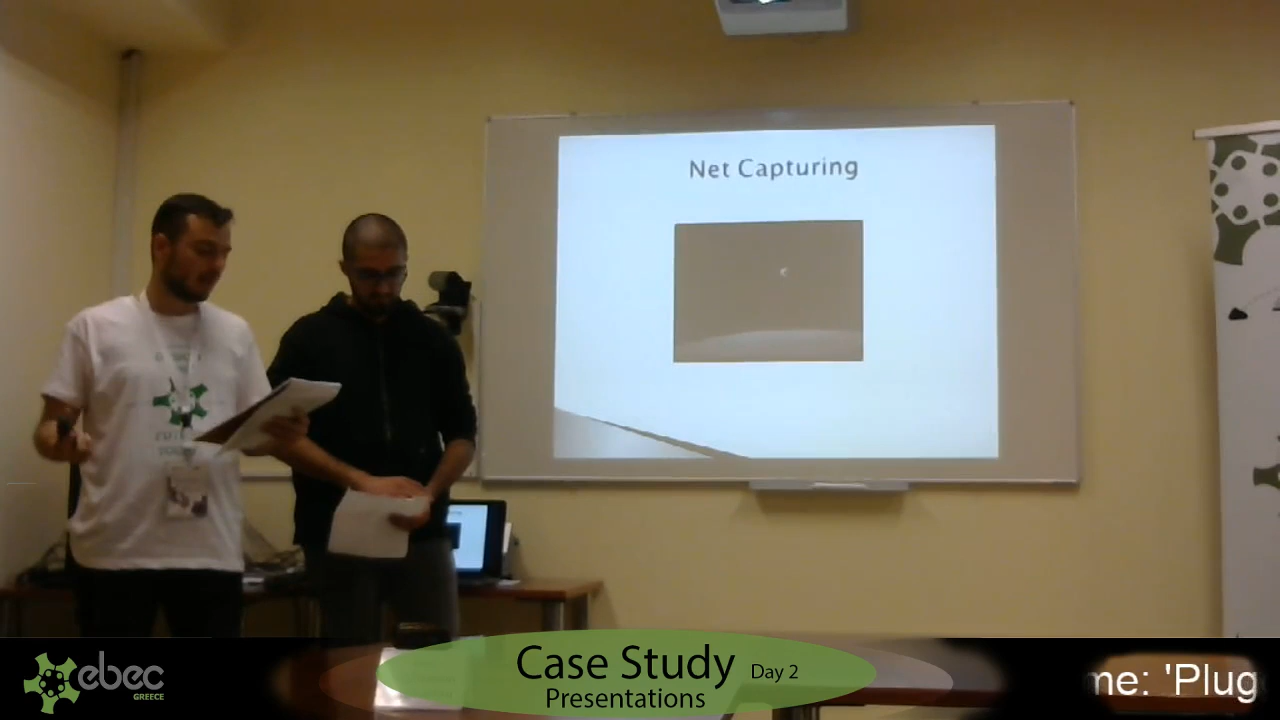 Net Capturing
ebec
GREECE
Case Study Day 2
Presentations
me: 'Plug